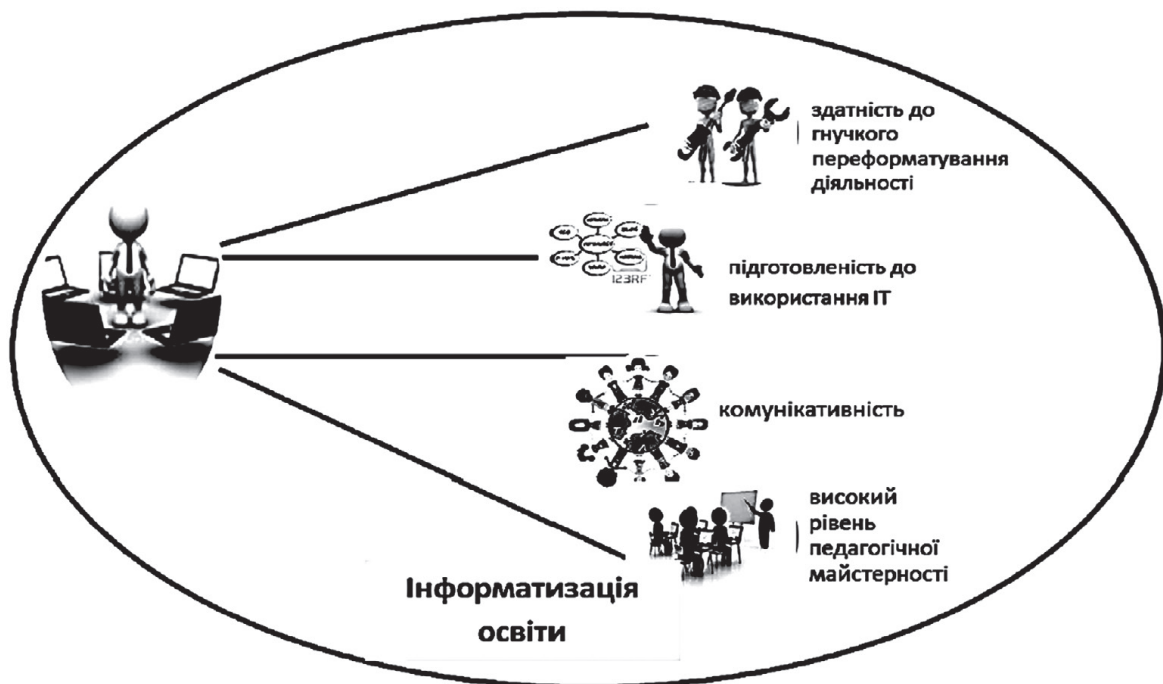 здатність до
гнучкого
переформатування
діяльності
123RF
підготовленість до
використання ІТ
комунікативність
високий
рівень
педагогічної
майстерності
Інформатизація
освіти